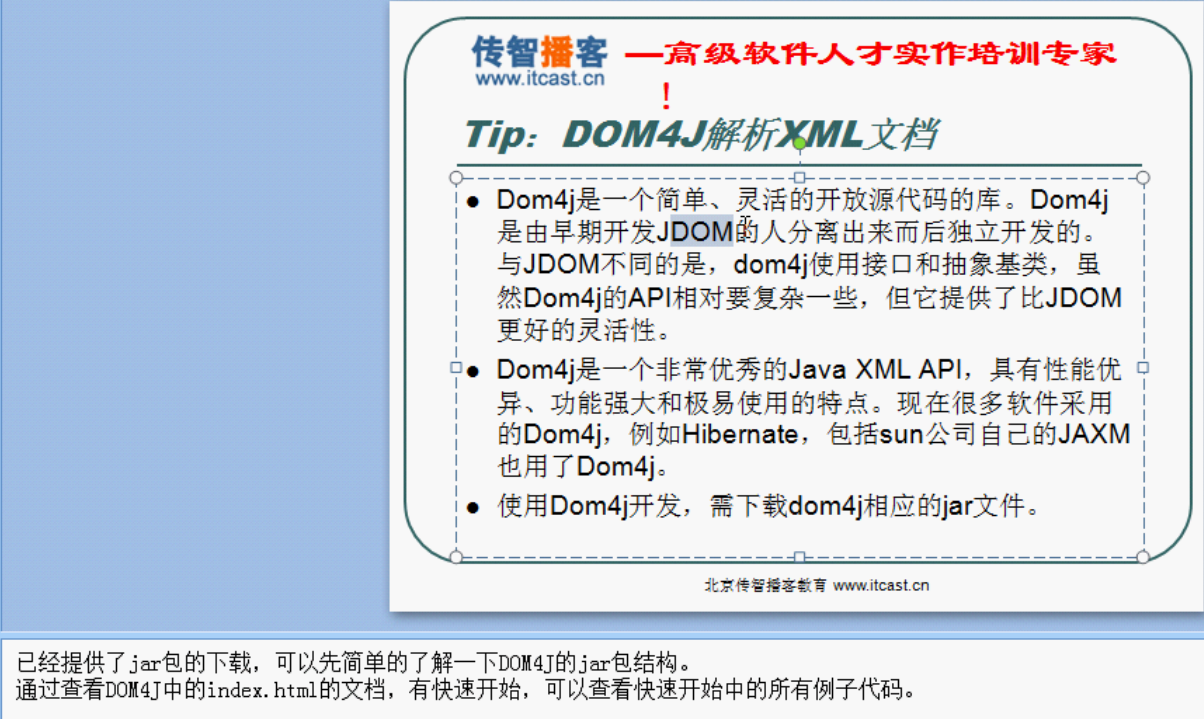 传智播客 —高级软件人才实作培训专家
www.itcast.cn
！
Tip：DOM4J解析XML文档
● Dom4j是一个简单、灵活的开放源代码的库。Dom4j
是由早期开发JDOM的人分离出来而后独立开发的。
与JDOM不同的是，dom4j使用接口和抽象基类，虽
然Dom4j的API相对要复杂一些，但它提供了比JDOM
更好的灵活性。
● Dom4j是一个非常优秀的Java XML API，具有性能优
异、功能强大和极易使用的特点。现在很多软件采用
的Dom4j，例如Hibernate，包括sun公司自己的JAXM
也用了Dom4j。
● 使用Dom4j开发，需下载dom4j相应的jar文件。
北京传智播客教育 www.itcast.cn
已经提供了jar包的下载，可以先简单的了解一下DOM4J的jar包结构。
通过查看DOM4J中的index.html的文档，有快速开始，可以查看快速开始中的所有例子代码。